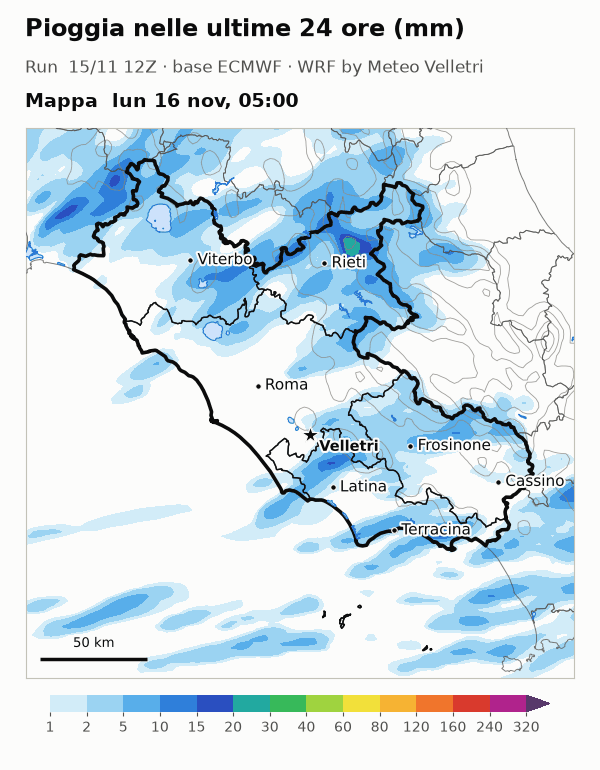 Pioggia nelle ultime 24 ore (mm)
Run  15/11 12Z · base ECMWF · WRF by Meteo Velletri
Mappa  lun 16 nov, 05:00
Viterbo
Rieti
Roma
Velletri
Frosinone
Latina
Cassino
Terracina
50 km
1 2 5 10 15 20 30 40 60 80 120 160 240 320